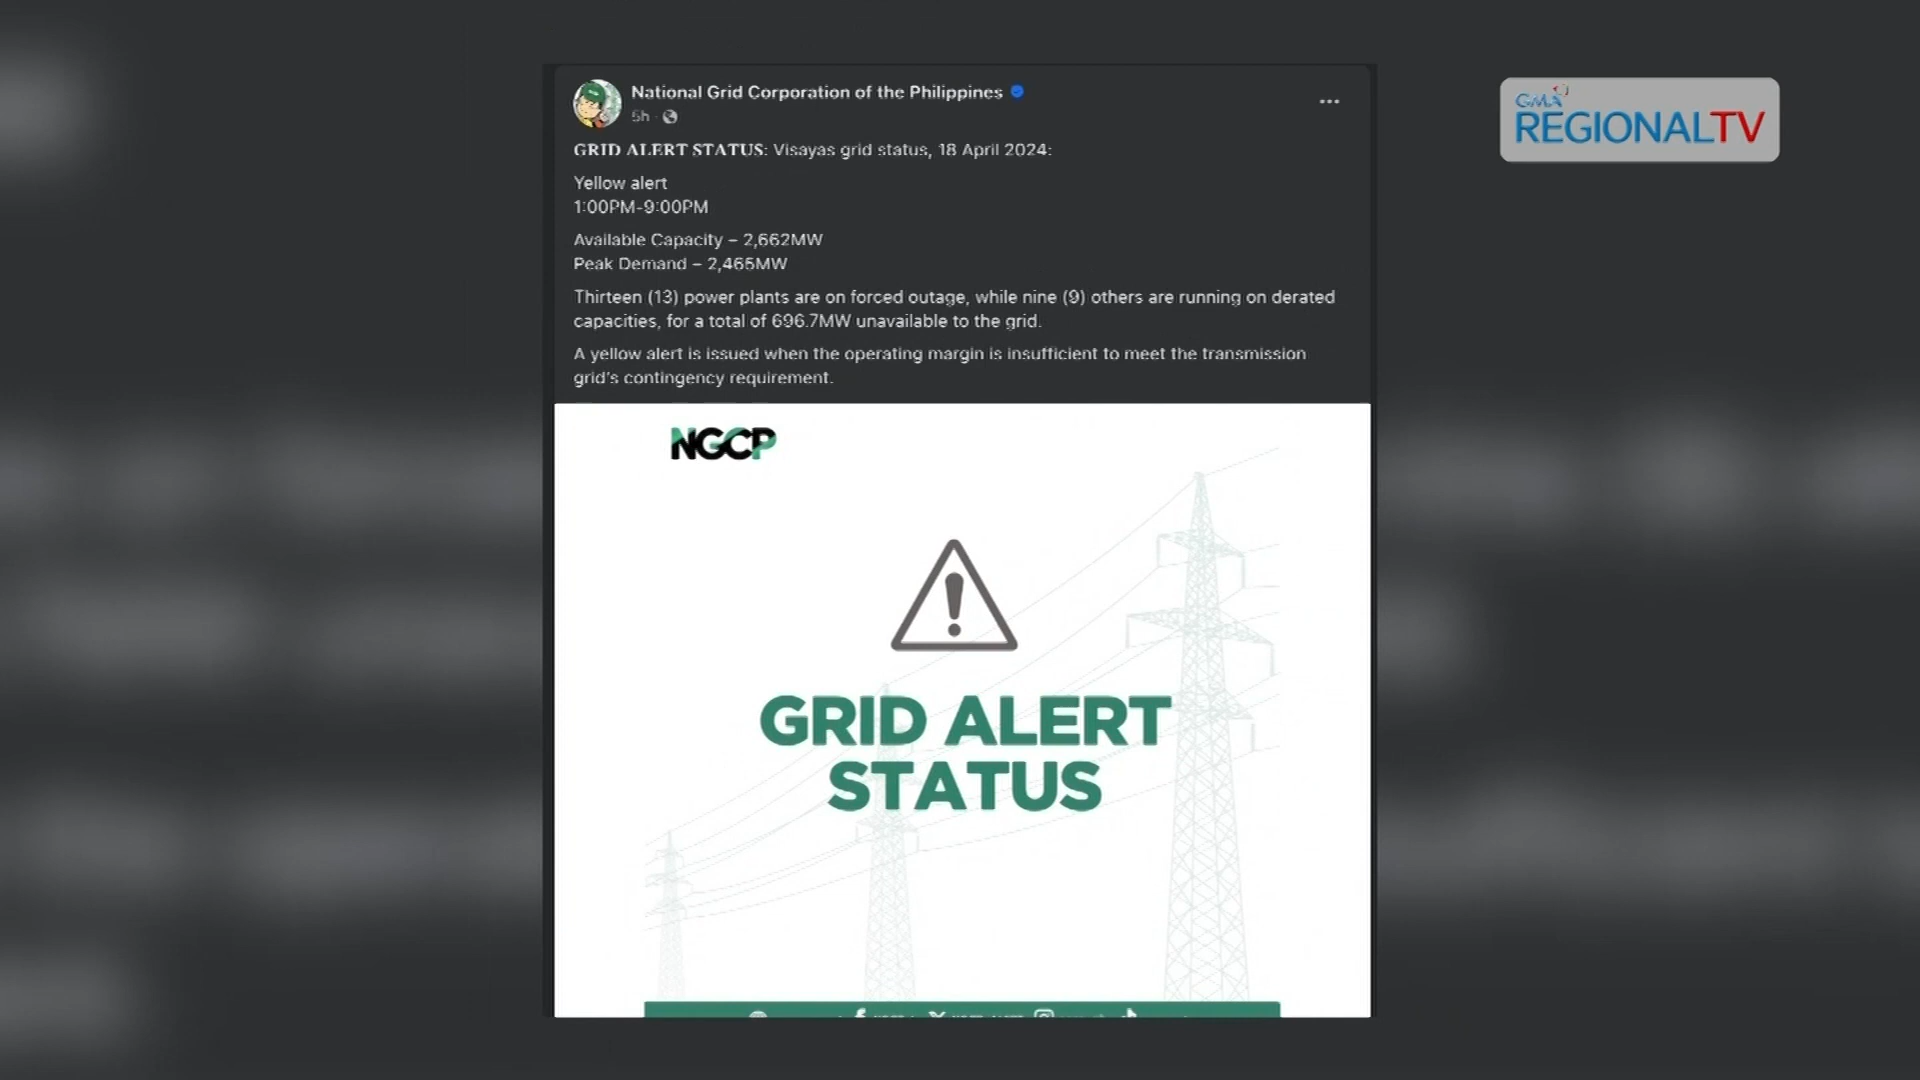 GMA
REGIONALTV
National Grid Corporation of the Philippines
5h ·
GRID ALERT STATUS: Visayas grid status, 18 April 2024:
Yellow alert
1:00PM-9:00PM
Available Capacity – 2,662MW
Peak Demand – 2,465MW
Thirteen (13) power plants are on forced outage, while nine (9) others are running on derated
capacities, for a total of 696.7MW unavailable to the grid.
A yellow alert is issued when the operating margin is insufficient to meet the transmission
grid's contingency requirement.
NGCP
GRID ALERT
STATUS